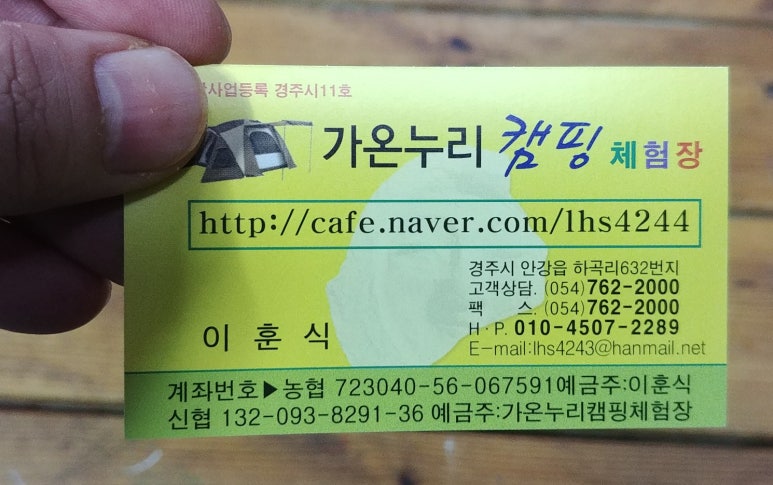 사업등록 경주시11호
가온누리 캠핑 체험장
http://cafe.naver.com/lhs4244
경주시 안강읍 하곡리632번지
고객상담. (054)762-2000
팩 스. (054)762-2000
H·P. 010-4507-2289
E-mail:lhs4243@hanmail.net
이 훈 식
계좌번호▶농협 723040-56-067591예금주:이훈식
신협 132-093-8291-36 예금주:가온누리캠핑체험장